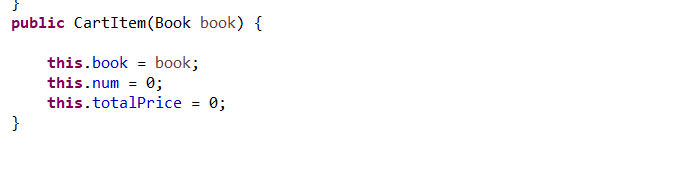 }
public CartItem(Book book) {
this.book = book;
this.num = 0;
this.totalPrice = 0;
}